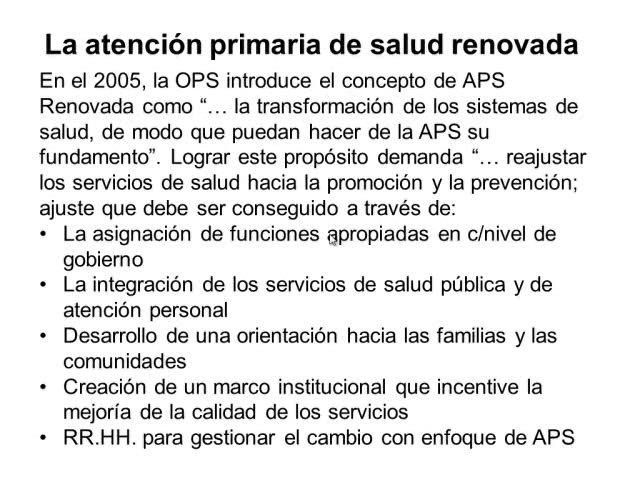 La atención primaria de salud renovada
En el 2005, la OPS introduce el concepto de APS
Renovada como “… la transformación de los sistemas de
salud, de modo que puedan hacer de la APS su
fundamento”. Lograr este propósito demanda “… reajustar
los servicios de salud hacia la promoción y la prevención;
ajuste que debe ser conseguido a través de:
• La asignación de funciones apropiadas en c/nivel de
gobierno
• La integración de los servicios de salud pública y de
atención personal
• Desarrollo de una orientación hacia las familias y las
comunidades
• Creación de un marco institucional que incentive la
mejoría de la calidad de los servicios
• RR.HH. para gestionar el cambio con enfoque de APS